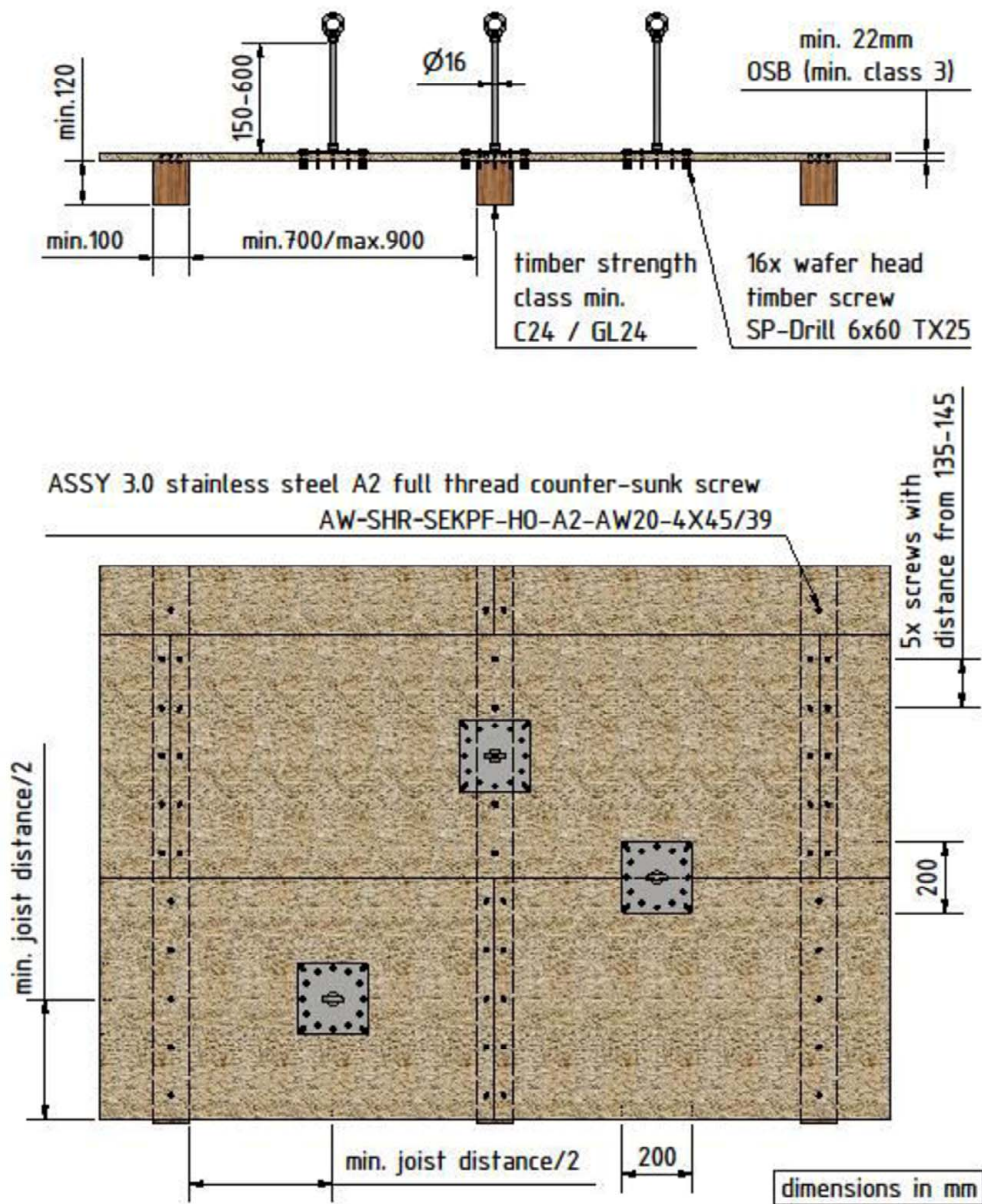 min. 22mm
OSB (min. class 3)
Ø16
150-600
min.120
min.100
min.700/max.900
timber strength
class min.
C24 / GL24
16x wafer head
timber screw
SP-Drill 6x60 TX25
ASSY 3.0 stainless steel A2 full thread counter-sunk screw
AW-SHR-SEKPF-HO-A2-AW20-4X45/39
5x screws with
distance from 135-145
min. joist distance/2
200
min. joist distance/2
200
dimensions in mm